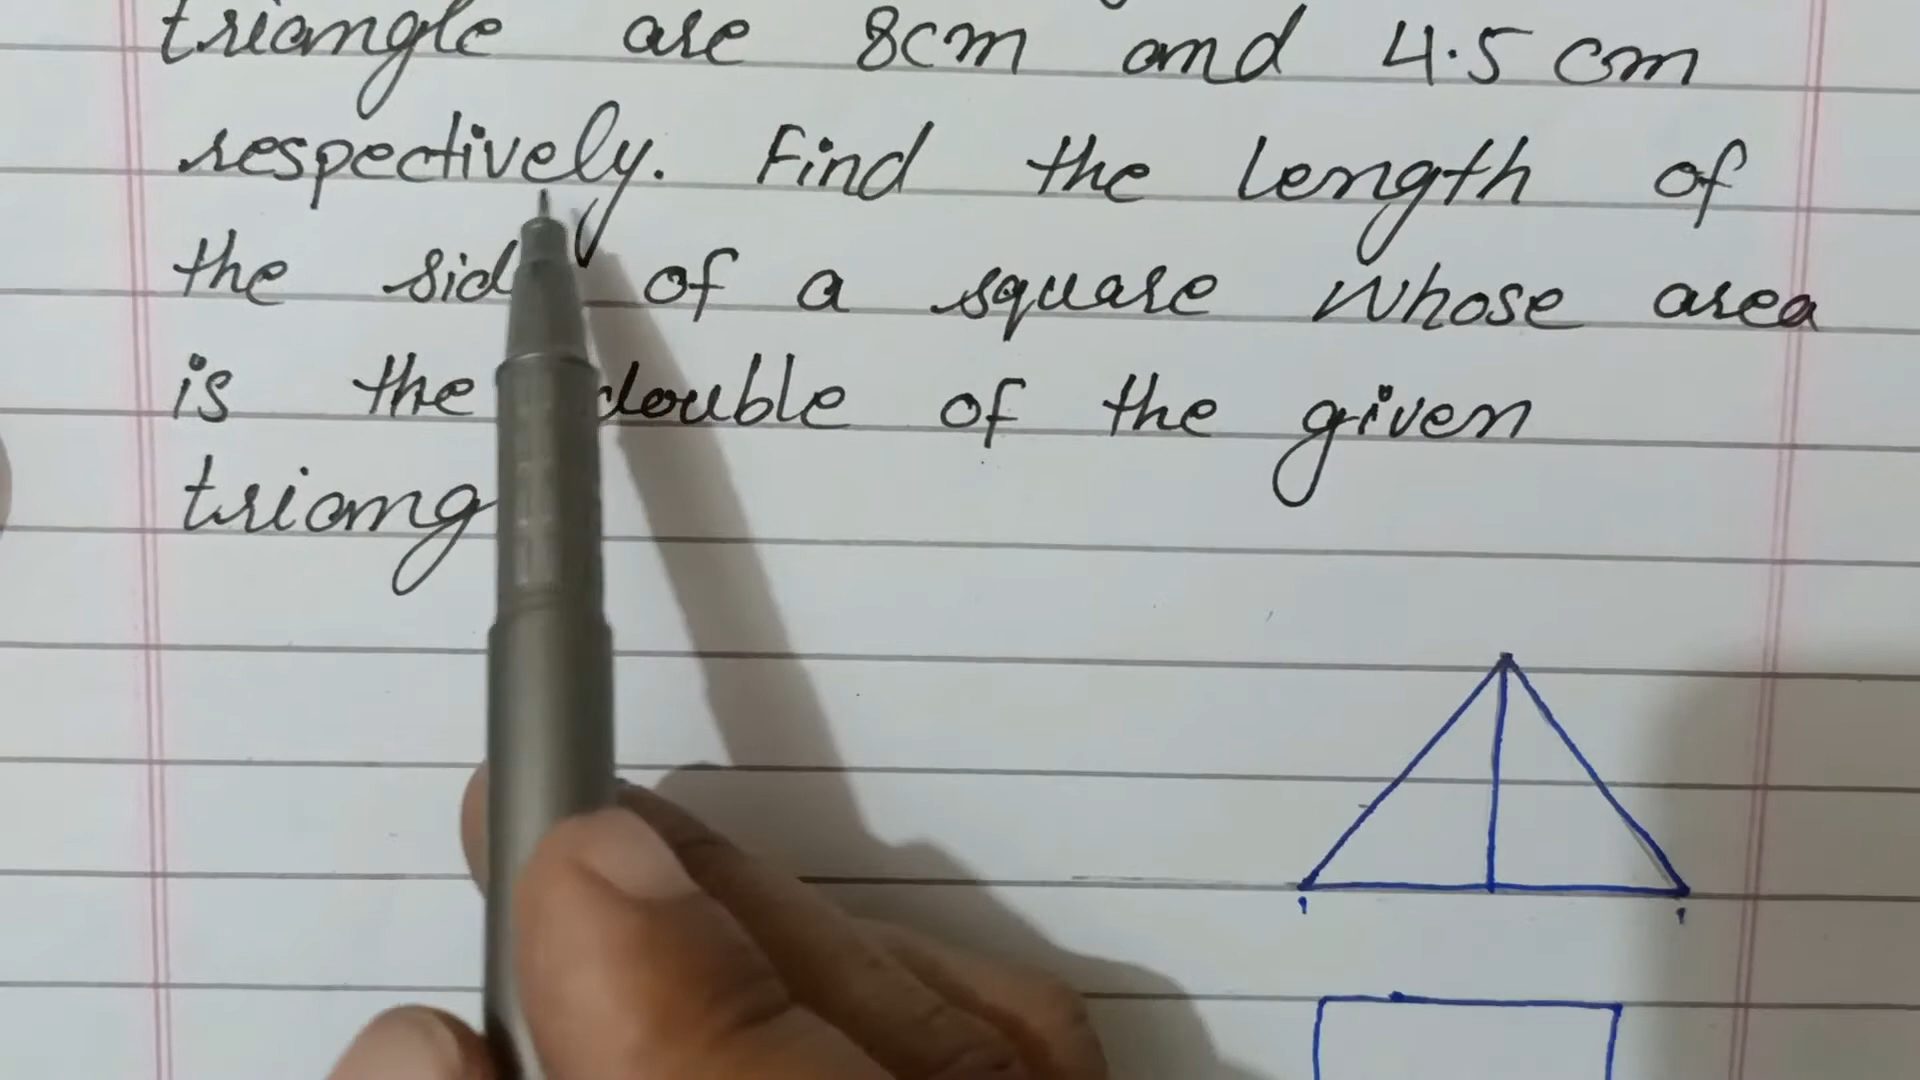 triangle are 8cm and 4.5 cm
respectively. Find the length of
the of a square whose area
is the double of the given